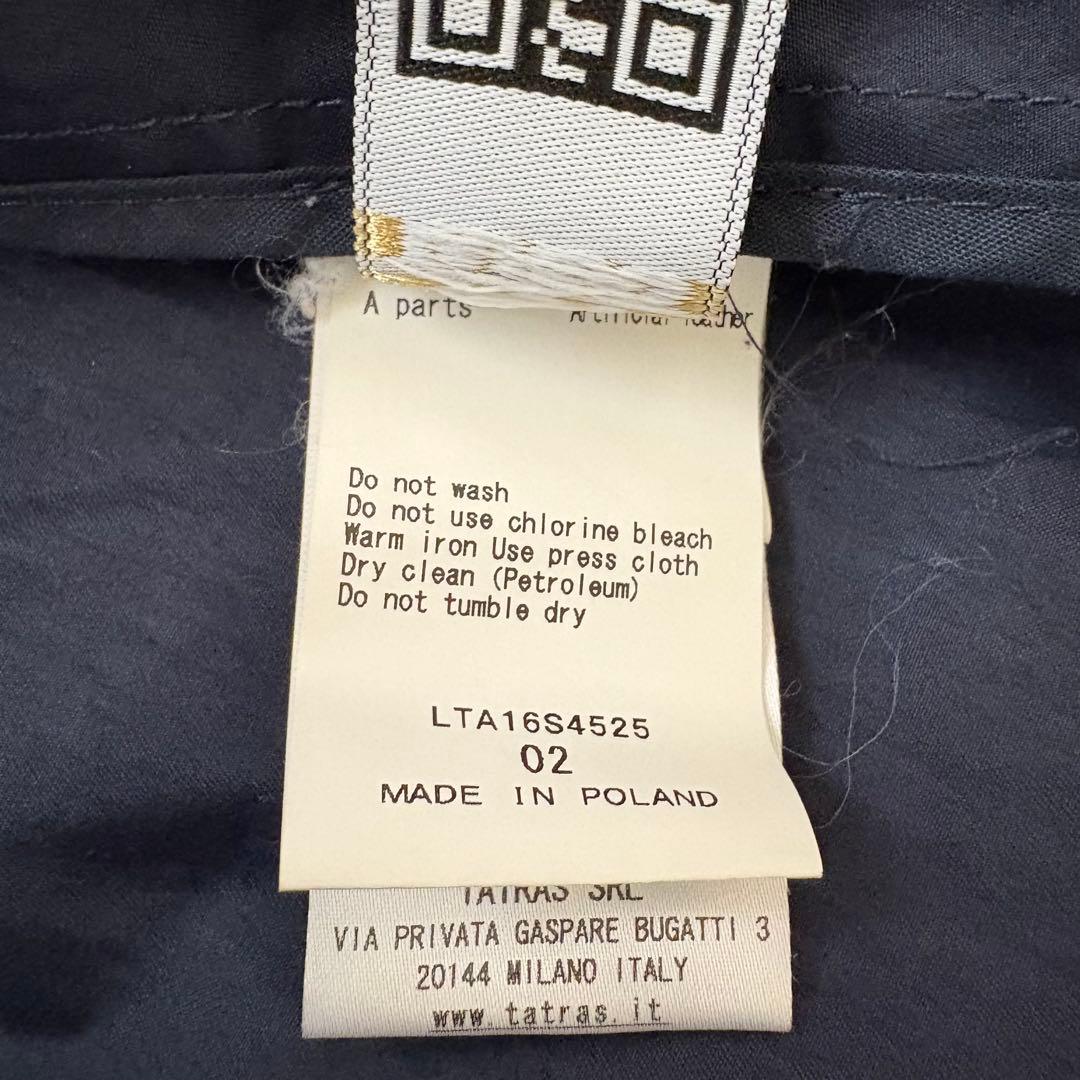 A parts Artificial leather
Do not wash
Do not use chlorine bleach
Warm iron Use press cloth
Dry clean (Petroleum)
Do not tumble dry
LTA16S4525
02
MADE IN POLAND
TATRAS SRL
VIA PRIVATA GASPARE BUGATTI 3
20144 MILANO ITALY
www.tatras.it